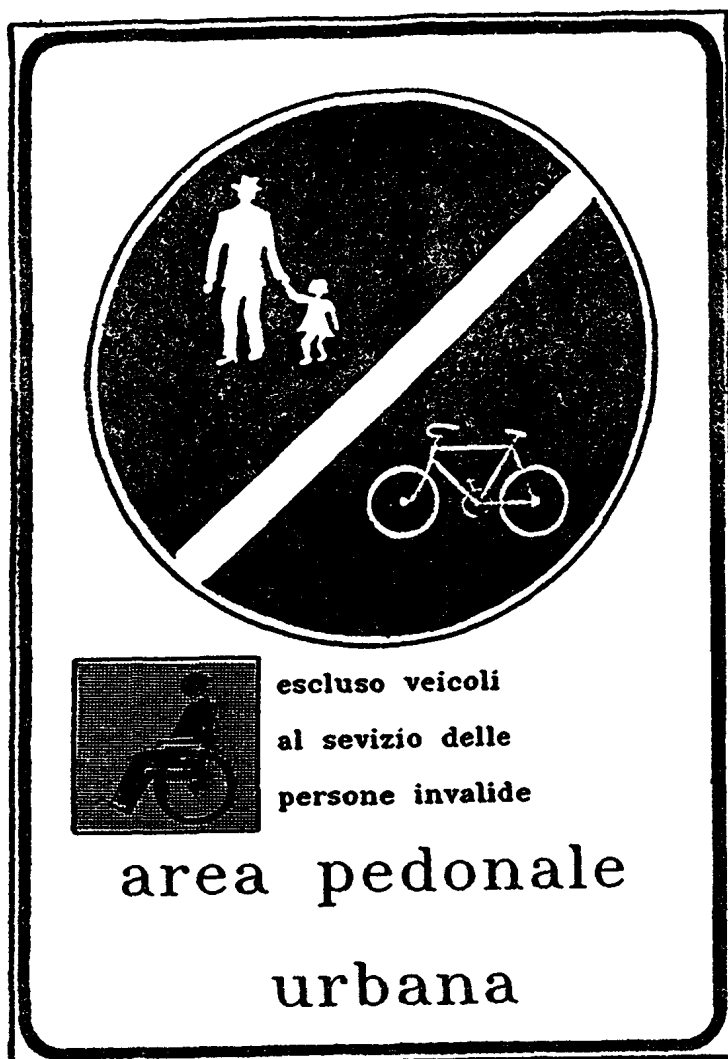 escluso veicoli
al sevizio delle
persone invalide
area pedonale
urbana